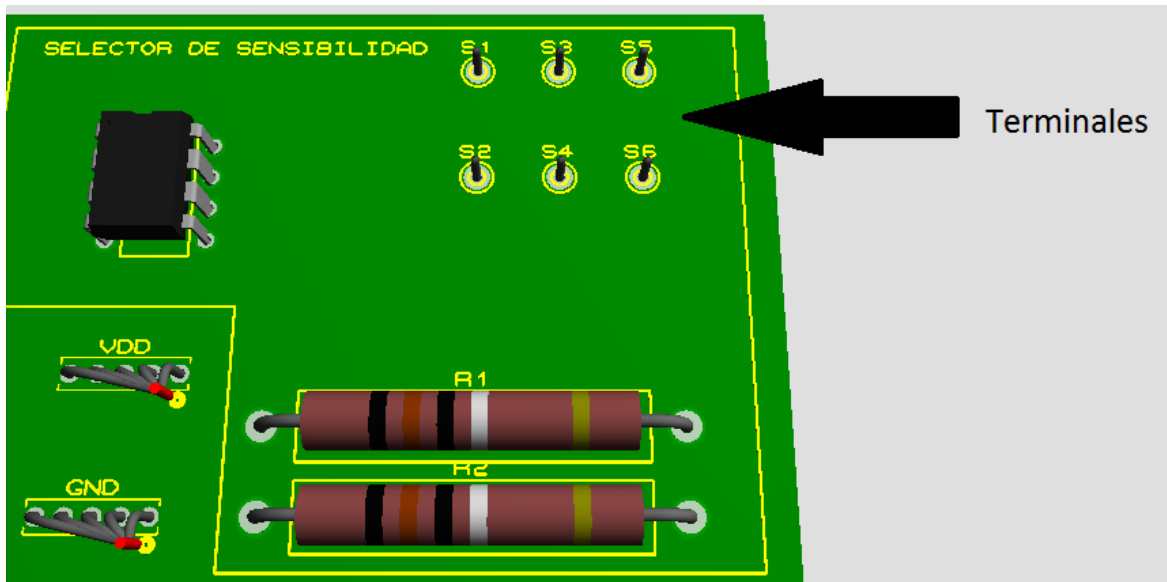 SELECTOR DE SENSIBILIDAD
S1 S3 S5
Terminales
S2 S4 S6
VDD
R1
R2
GND